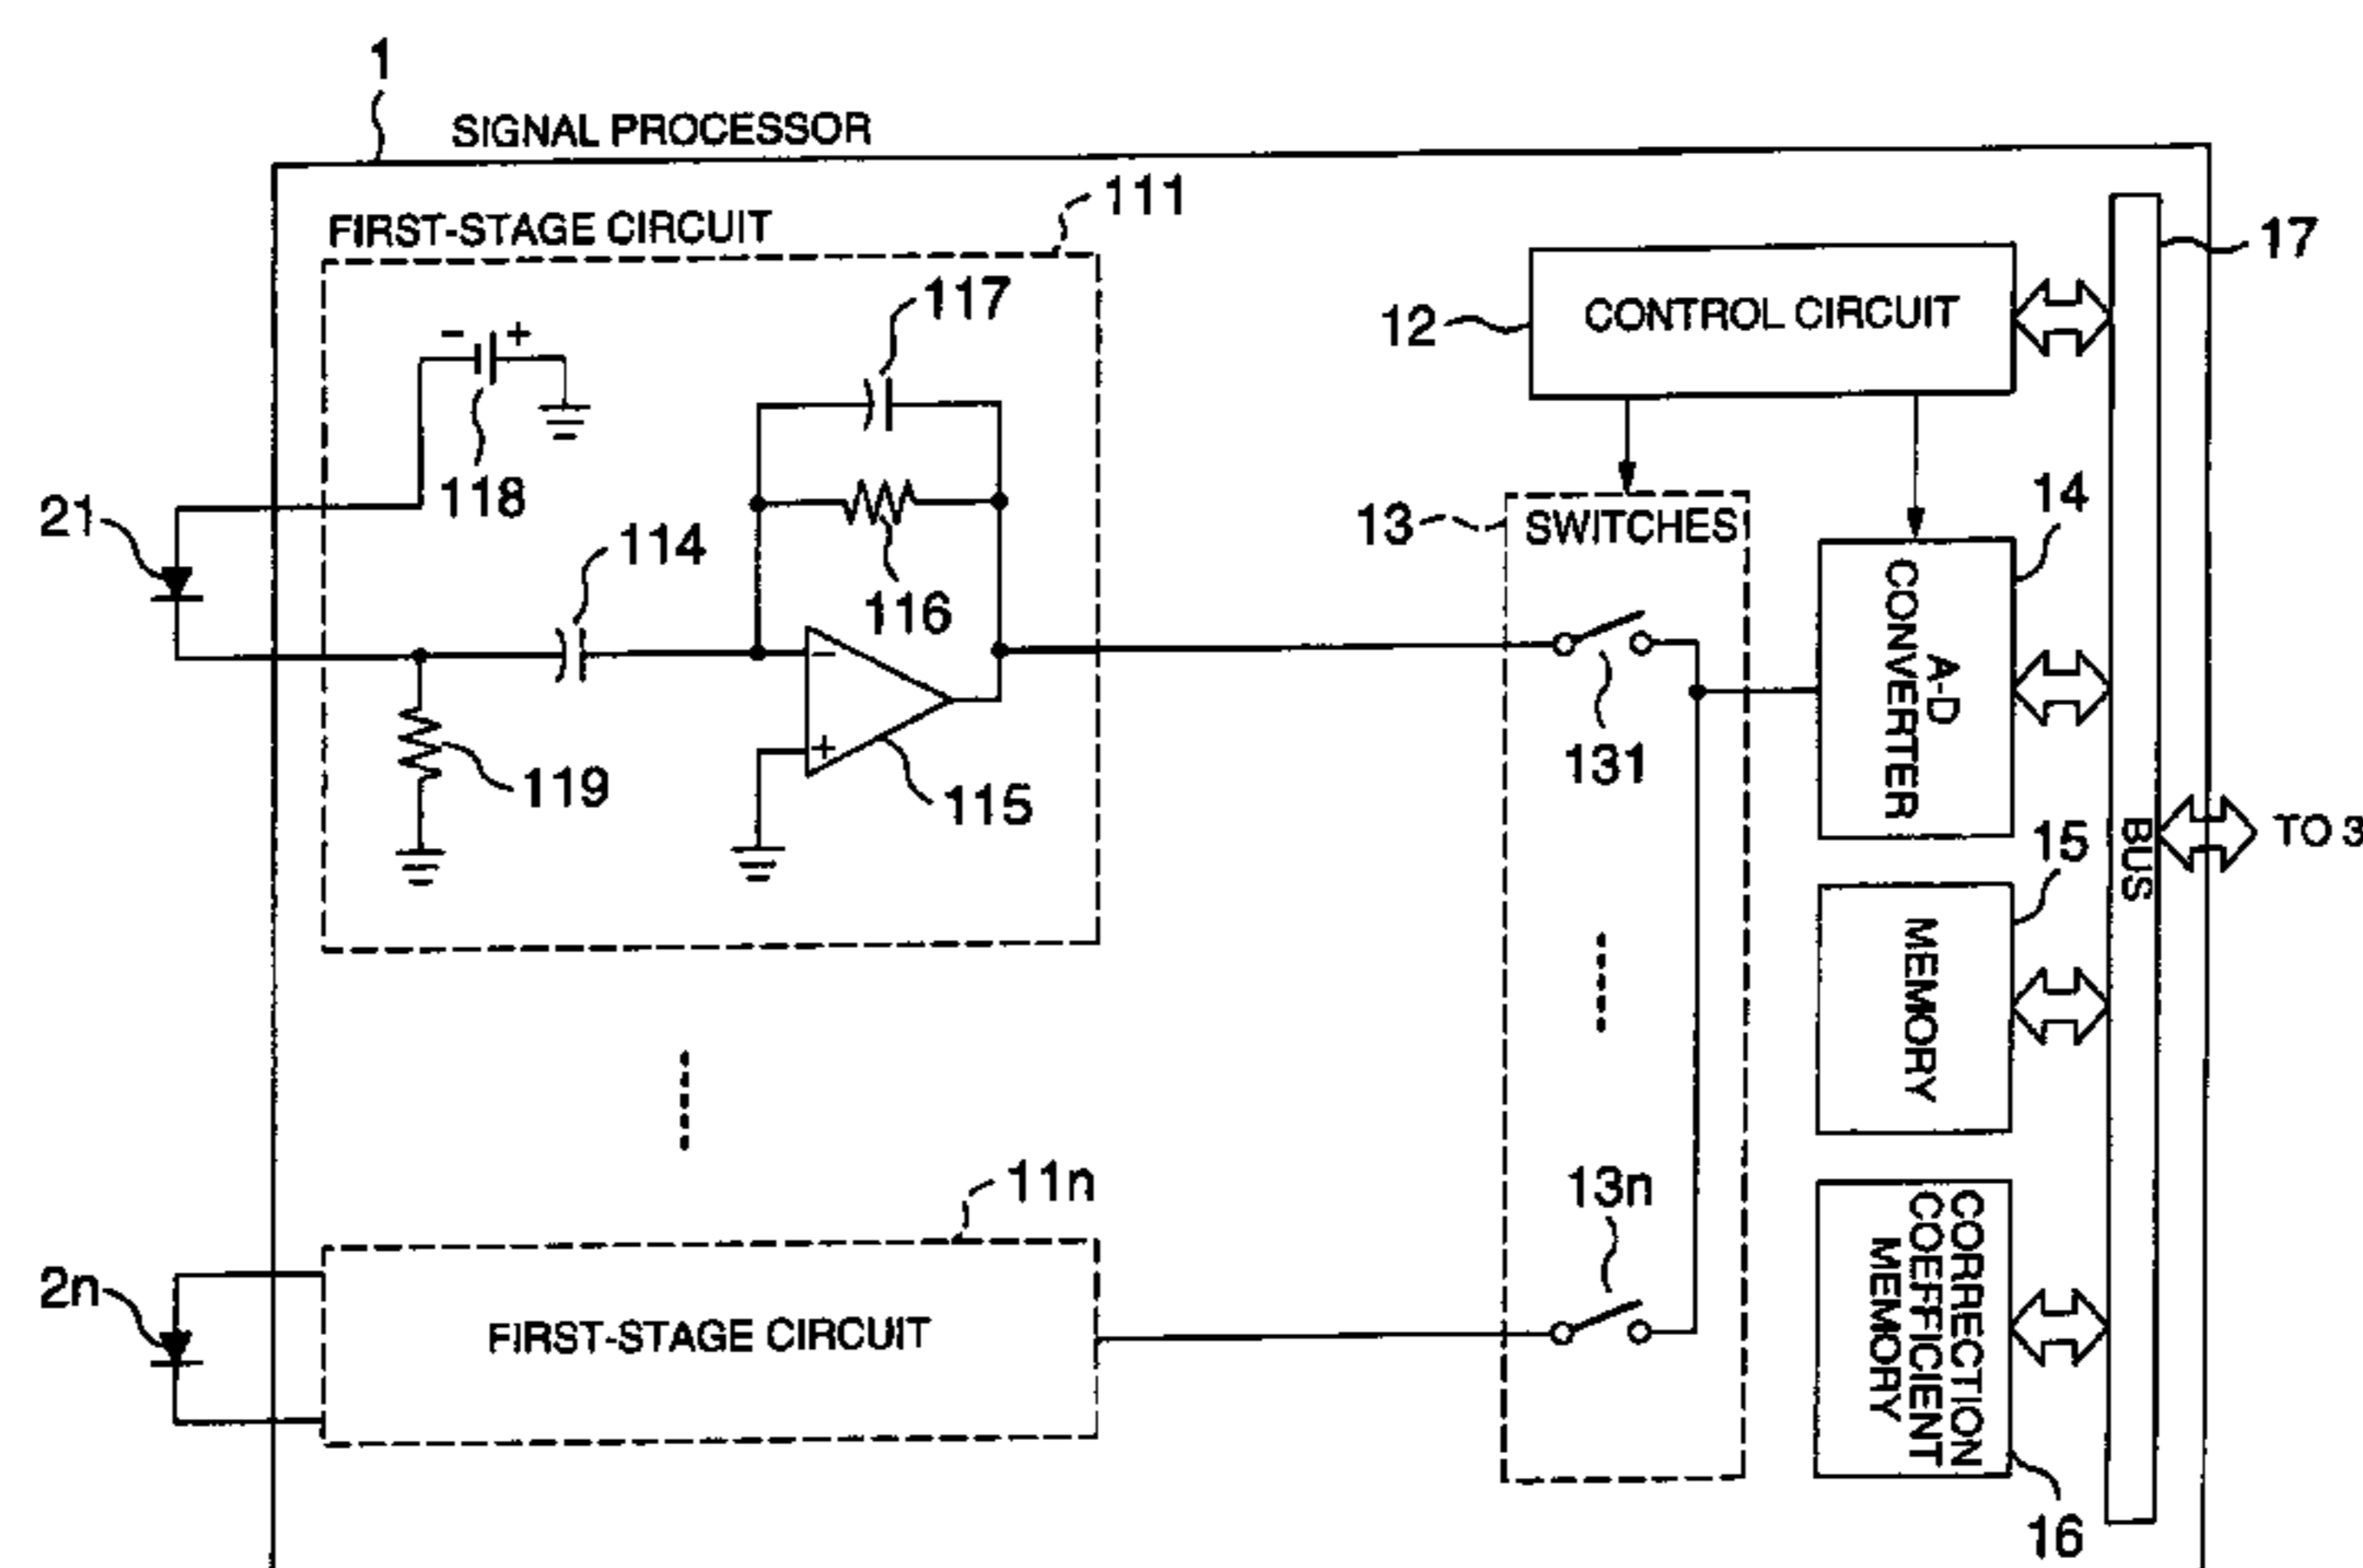 1
SIGNAL PROCESSOR
111
FIRST-STAGE CIRCUIT
17
117
12
CONTROL CIRCUIT
- +
118
21
14
13
SWITCHES
114
116
A-D
CONVERTER
-
131
+
119
115
15
BUS
TO 3
MEMORY
11n
13n
2n
FIRST-STAGE CIRCUIT
CORRECTION
COEFFICIENT
MEMORY
16